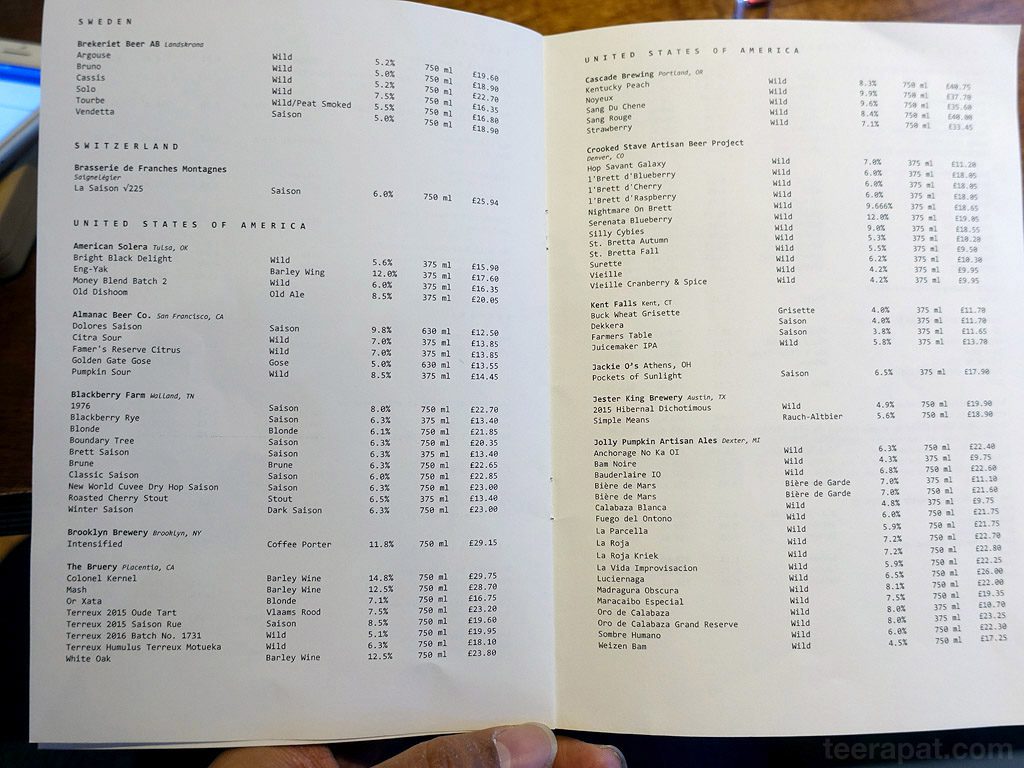 SWEDEN
Brekeriet Beer AB Landskrona
Argouse Wild 5.2% 750 ml £19.60
Bruno Wild 5.0% 750 ml £18.90
Cassis Wild 5.2% 750 ml £22.70
Solo Wild 7.5% 750 ml £16.35
Tourbe Wild/Peat Smoked 5.5% 750 ml £16.80
Vendetta Saison 5.0% 750 ml £18.90
SWITZERLAND
Brasserie de Franches Montagnes
Saignelégier
La Saison √225 Saison 6.0% 750 ml £25.94
UNITED STATES OF AMERICA
American Solera Tulsa, OK
Bright Black Delight Wild 5.6% 375 ml £15.90
Eng-Yak Barley Wing 12.0% 375 ml £17.60
Money Blend Batch 2 Wild 6.0% 375 ml £16.35
Old Dishoom Old Ale 8.5% 375 ml £20.05
Almanac Beer Co. San Francisco, CA
Dolores Saison Saison 9.8% 630 ml £12.50
Citra Sour Wild 7.0% 375 ml £13.85
Famer's Reserve Citrus Wild 7.0% 375 ml £13.85
Golden Gate Gose Gose 5.0% 630 ml £13.55
Pumpkin Sour Wild 8.5% 375 ml £14.45
Blackberry Farm Walland, TN
1976 Saison 8.0% 750 ml £22.70
Blackberry Rye Saison 6.3% 375 ml £13.40
Blonde Blonde 6.1% 750 ml £21.85
Boundary Tree Saison 6.3% 750 ml £20.35
Brett Saison Saison 6.3% 375 ml £13.40
Brune Brune 6.3% 750 ml £22.65
Classic Saison Saison 6.0% 750 ml £22.85
New World Cuvee Dry Hop Saison Saison 6.3% 750 ml £23.00
Roasted Cherry Stout Stout 6.5% 375 ml £13.40
Winter Saison Dark Saison 6.3% 750 ml £23.00
Brooklyn Brewery Brooklyn, NY
Intensified Coffee Porter 11.8% 750 ml £29.15
The Bruery Placentia, CA
Colonel Kernel Barley Wine 14.8% 750 ml £29.75
Mash Barley Wine 12.5% 750 ml £28.70
Or Xata Blonde 7.1% 750 ml £16.75
Terreux 2015 Oude Tart Vlaams Rood 7.5% 750 ml £23.20
Terreux 2015 Saison Rue Saison 8.5% 750 ml £19.60
Terreux 2016 Batch No. 1731 Wild 5.1% 750 ml £19.95
Terreux Humulus Terreux Motueka Wild 6.3% 750 ml £18.10
White Oak Barley Wine 12.5% 750 ml £23.80
UNITED STATES OF AMERICA
Cascade Brewing Portland, OR
Kentucky Peach Wild 8.3% 750 ml £40.75
Noyeux Wild 9.9% 750 ml £37.70
Sang Du Chene Wild 9.6% 750 ml £35.60
Sang Rouge Wild 8.4% 750 ml £40.00
Strawberry Wild 7.1% 750 ml £33.45
Crooked Stave Artisan Beer Project
Denver, CO
Hop Savant Galaxy Wild 7.0% 375 ml £11.20
l'Brett d'Blueberry Wild 6.0% 375 ml £18.05
l'Brett d'Cherry Wild 6.0% 375 ml £18.05
l'Brett d'Raspberry Wild 6.0% 375 ml £18.05
Nightmare On Brett Wild 9.666% 375 ml £18.65
Serenata Blueberry Wild 12.0% 375 ml £19.05
Silly Cybies Wild 9.0% 375 ml £18.55
St. Bretta Autumn Wild 5.3% 375 ml £10.20
St. Bretta Fall Wild 5.5% 375 ml £9.50
Surette Wild 6.2% 375 ml £10.30
Vieille Wild 4.2% 375 ml £9.95
Vieille Cranberry & Spice Wild 4.2% 375 ml £9.95
Kent Falls Kent, CT
Buck Wheat Grisette Grisette 4.0% 375 ml £11.70
Dekkera Saison 4.0% 375 ml £11.70
Farmers Table Saison 3.8% 375 ml £11.65
Juicemaker IPA Wild 5.8% 375 ml £13.70
Jackie O's Athens, OH
Pockets of Sunlight Saison 6.5% 375 ml £17.90
Jester King Brewery Austin, TX
2015 Hibernal Dichotimous Wild 4.9% 750 ml £19.90
Simple Means Rauch-Altbier 5.6% 750 ml £18.90
Jolly Pumpkin Artisan Ales Dexter, MI
Anchorage No Ka OI Wild 6.3% 750 ml £22.40
Bam Noire Wild 4.3% 375 ml £9.75
Bauderlaire IO Wild 6.8% 750 ml £22.60
Bière de Mars Bière de Garde 7.0% 375 ml £11.10
Bière de Mars Bière de Garde 7.0% 750 ml £21.60
Calabaza Blanca Wild 4.8% 375 ml £9.75
Fuego del Ontono Wild 6.0% 750 ml £21.75
La Parcella Wild 5.9% 750 ml £21.75
La Roja Wild 7.2% 750 ml £22.70
La Roja Kriek Wild 7.2% 750 ml £22.80
La Vida Improvisacion Wild 5.9% 750 ml £22.25
Luciernaga Wild 6.5% 750 ml £26.00
Madragura Obscura Wild 8.1% 750 ml £22.00
Maracaibo Especial Wild 7.5% 750 ml £19.35
Oro de Calabaza Wild 8.0% 375 ml £10.70
Oro de Calabaza Grand Reserve Wild 8.0% 750 ml £23.25
Sombre Humano Wild 6.0% 750 ml £22.30
Weizen Bam Wild 4.5% 750 ml £17.25
teerapat.com